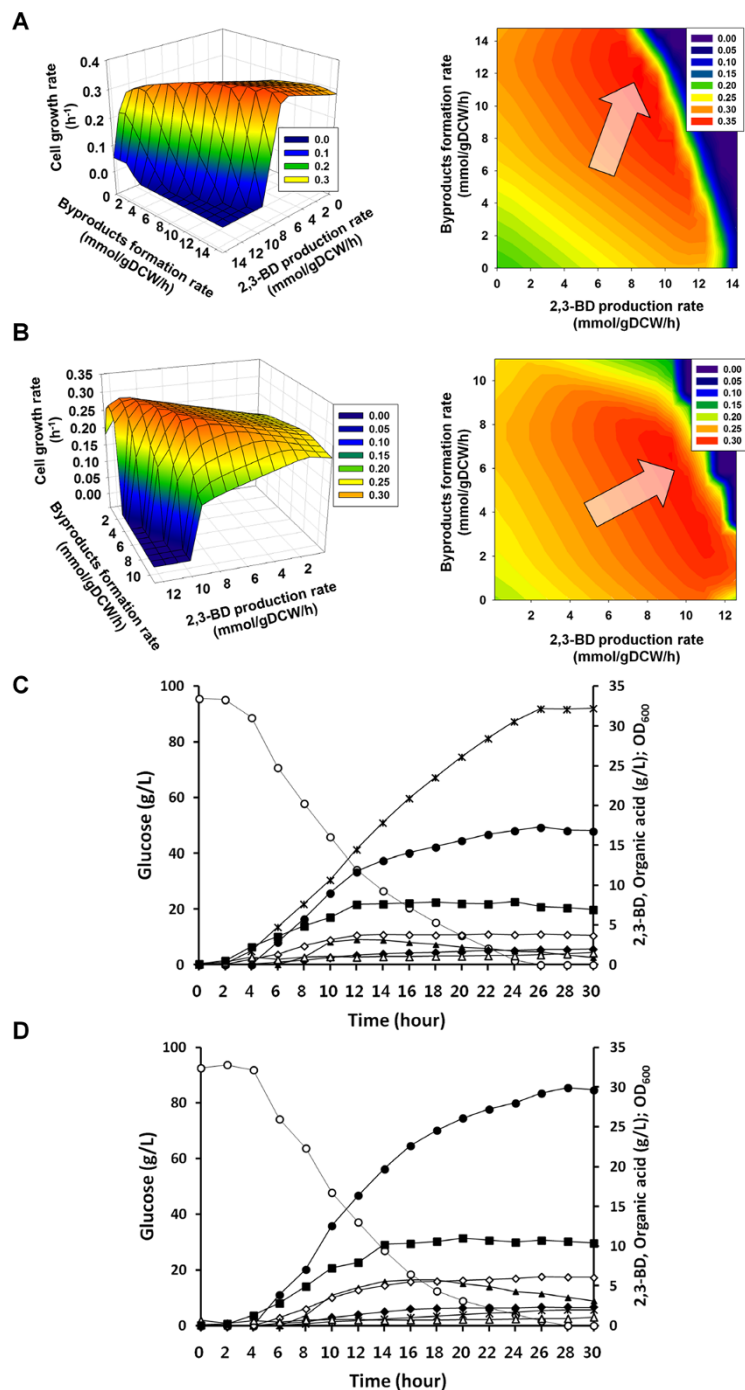 A
Cell growth rate
(h-1)
0.4
0.3
0.2
0.1
0.0
0
2
4
6
8
10
12
14
Byproducts formation rate
(mmol/gDCW/h)
14
12
10
8
6
4
2
0
2,3-BD production rate
(mmol/gDCW/h)
0.0
0.1
0.2
0.3
Byproducts formation rate
(mmol/gDCW/h)
14
12
10
8
6
4
2
0
0 2 4 6 8 10 12 14
2,3-BD production rate
(mmol/gDCW/h)
0.00
0.05
0.10
0.15
0.20
0.25
0.30
0.35
B
Cell growth rate
(h-1)
0.35
0.30
0.25
0.20
0.15
0.10
0.05
0.00
2
4
6
8
10
Byproducts formation rate
(mmol/gDCW/h)
12 10 8 6 4 2
2,3-BD production rate
(mmol/gDCW/h)
0.00
0.05
0.10
0.15
0.20
0.25
0.30
Byproducts formation rate
(mmol/gDCW/h)
10
8
6
4
2
0
2 4 6 8 10 12
2,3-BD production rate
(mmol/gDCW/h)
0.00
0.05
0.10
0.15
0.20
0.25
0.30
C
Glucose (g/L)
100
80
60
40
20
0
0 2 4 6 8 10 12 14 16 18 20 22 24 26 28 30
Time (hour)
35
30
25
20
15
10
5
0
2,3-BD, Organic acid (g/L); OD600
D
Glucose (g/L)
100
80
60
40
20
0
0 2 4 6 8 10 12 14 16 18 20 22 24 26 28 30
Time (hour)
35
30
25
20
15
10
5
0
2,3-BD, Organic acid (g/L); OD600